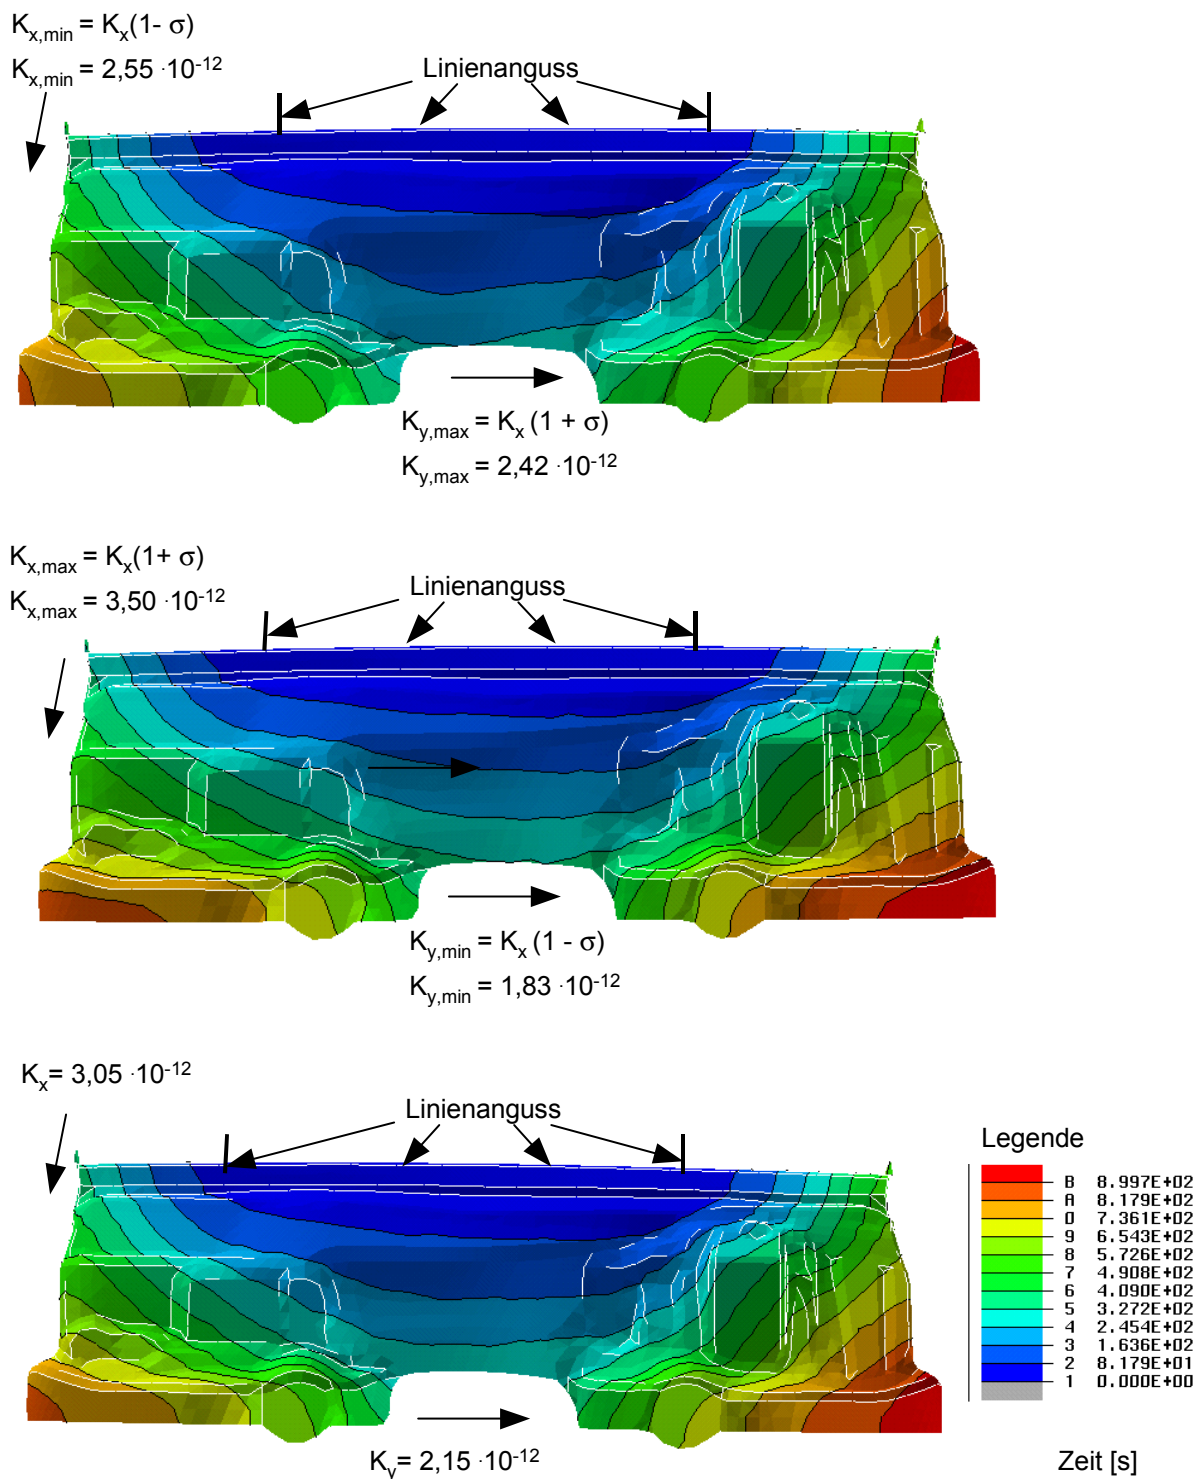 Kx,min = Kx(1- σ)
Kx,min = 2,55 ·10-12
Linienanguss
Ky,max = Kx (1 + σ)
Ky,max = 2,42 ·10-12
Kx,max = Kx(1+ σ)
Kx,max = 3,50 ·10-12
Linienanguss
Ky,min = Kx (1 - σ)
Ky,min = 1,83 ·10-12
Kx= 3,05 ·10-12
Linienanguss
Ky= 2,15 ·10-12
Legende
B 8.997E+02
A 8.179E+02
0 7.361E+02
9 6.543E+02
8 5.726E+02
7 4.908E+02
6 4.090E+02
5 3.272E+02
4 2.454E+02
3 1.636E+02
2 8.179E+01
1 0.000E+00
Zeit [s]